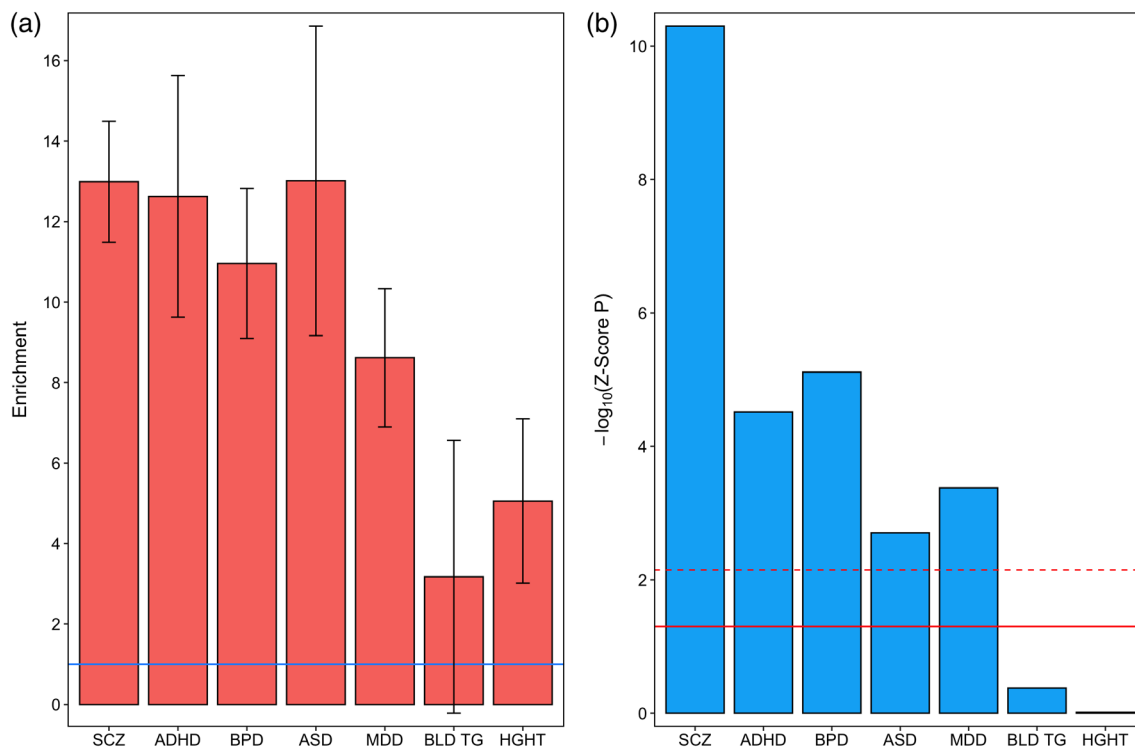 (a)
Enrichment
16
14
12
10
8
6
4
2
0
SCZ ADHD BPD ASD MDD BLD TG HGHT
(b)
−log₁₀(Z-Score P)
10
8
6
4
2
0
SCZ ADHD BPD ASD MDD BLD TG HGHT